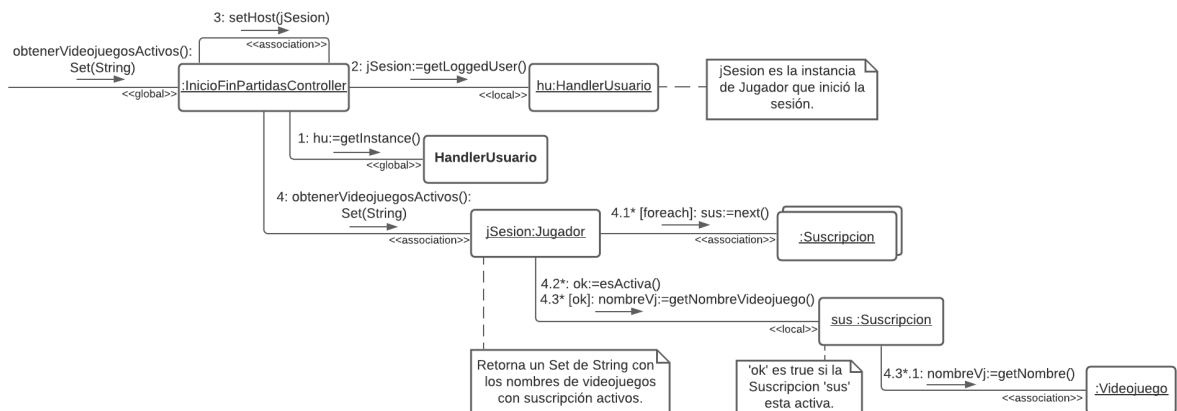 3: setHost(jSesion)
<<association>>
obtenerVideojuegosActivos():
Set(String)
<<global>>
:InicioFinPartidasController
2: jSesion:=getLoggedUser()
<<local>>
hu:HandlerUsuario
jSesion es la instancia
de Jugador que inició la
sesión.
1: hu:=getInstance()
<<global>>
HandlerUsuario
4: obtenerVideojuegosActivos():
Set(String)
<<association>>
jSesion:Jugador
4.1* [foreach]: sus:=next()
<<association>>
:Suscripcion
4.2*: ok:=esActiva()
4.3* [ok]: nombreVj:=getNombreVideojuego()
<<local>>
sus :Suscripcion
Retorna un Set de String con
los nombres de videojuegos
con suscripción activos.
'ok' es true si la
Suscripcion 'sus'
esta activa.
4.3*.1: nombreVj:=getNombre()
<<association>>
:Videojuego